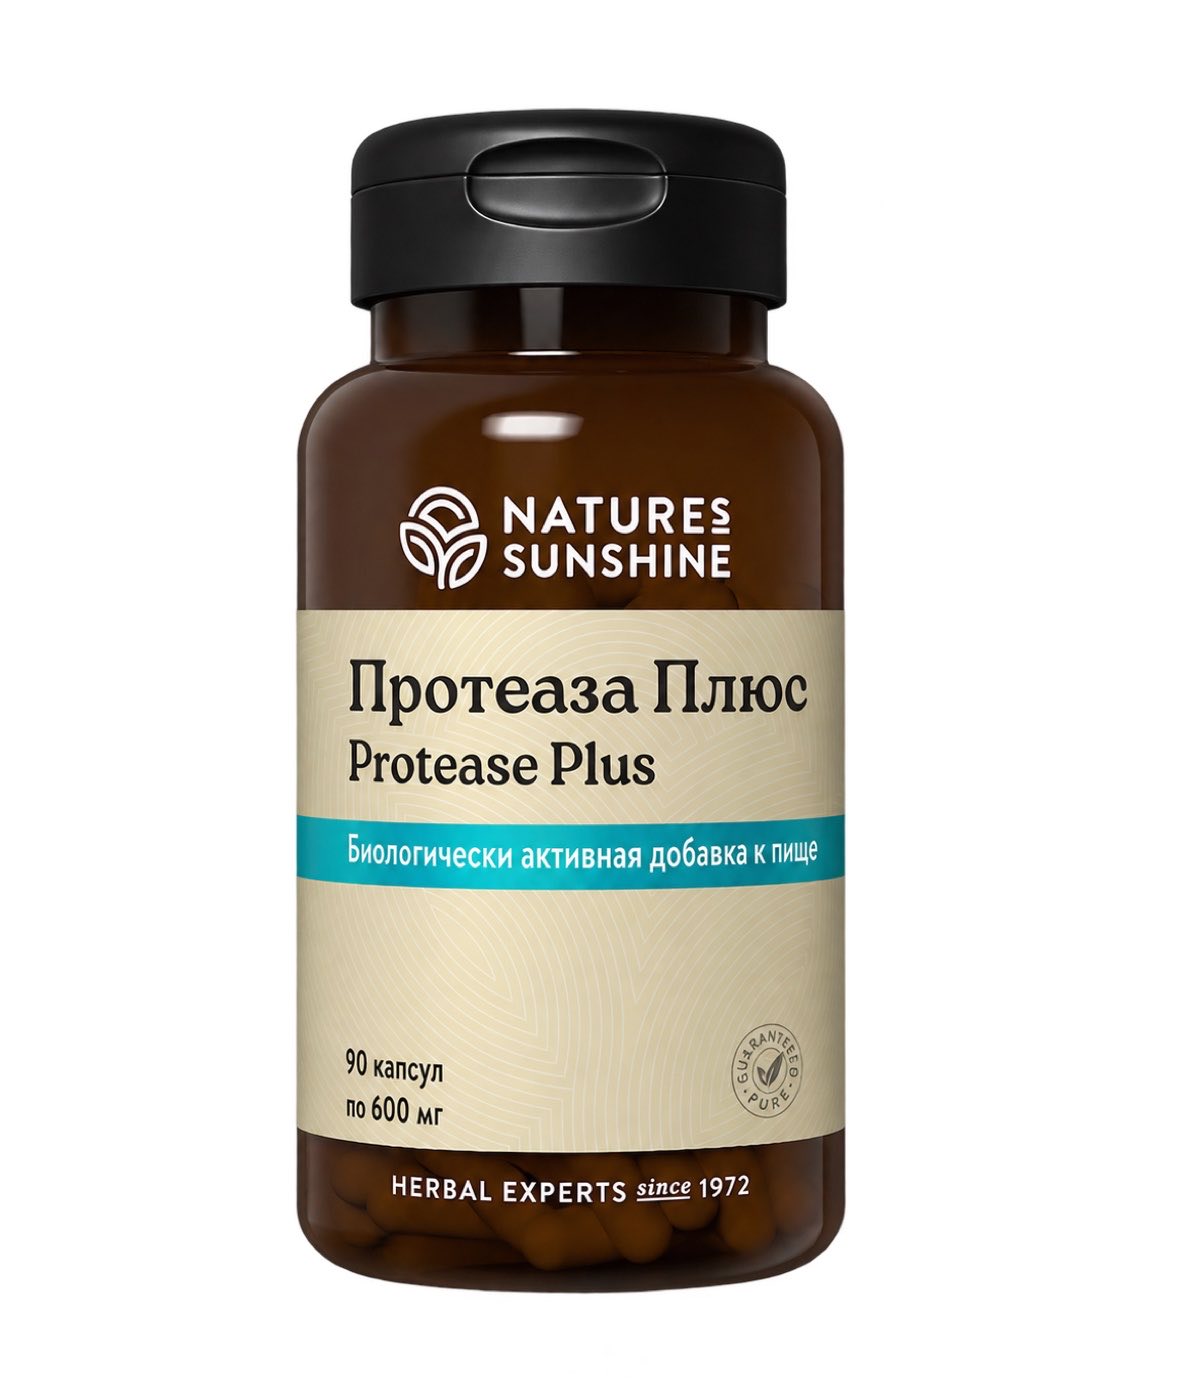 NATURES
SUNSHINE
Протеаза Плюс
Protease Plus
Биологически активная добавка к пище
90 капсул
по 600 мг
GUARANTEED
PURE
HERBAL EXPERTS since 1972